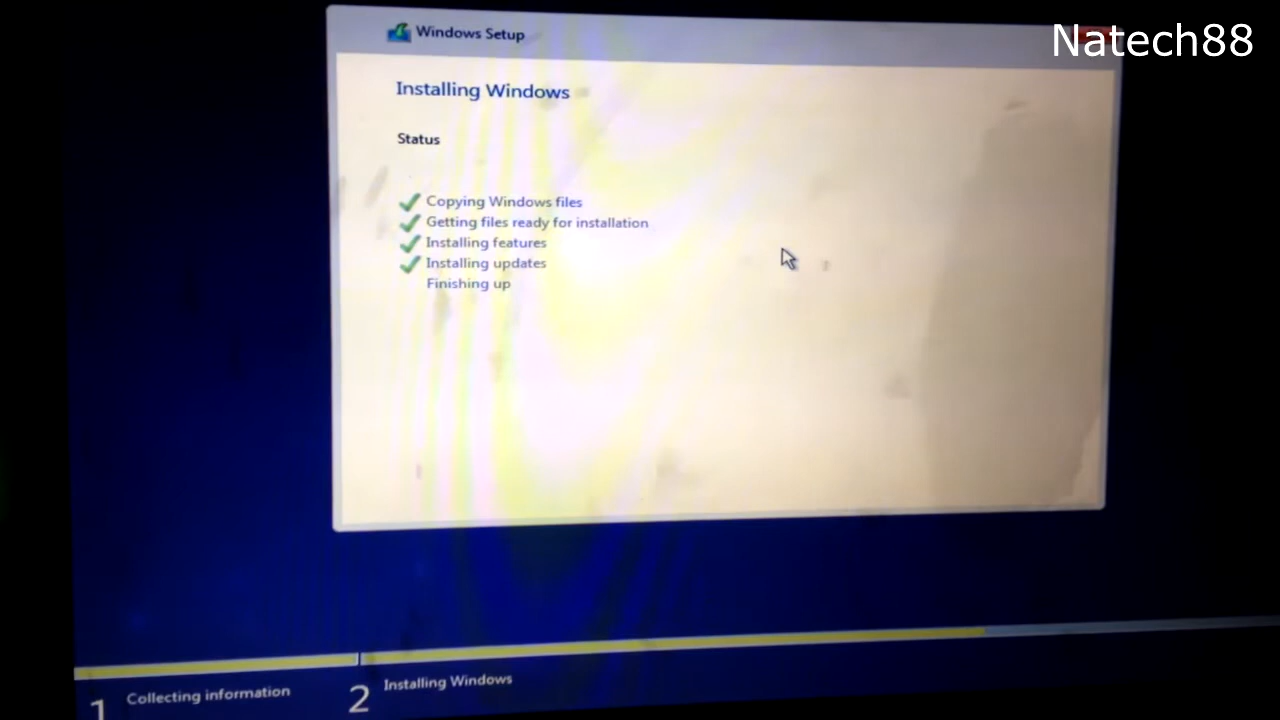 Natech88
Windows Setup
Installing Windows
Status
Copying Windows files
Getting files ready for installation
Installing features
Installing updates
Finishing up
1 Collecting information
2 Installing Windows